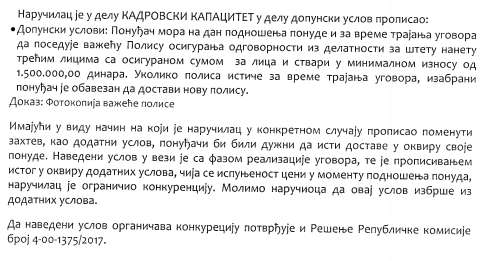 Наручилац је у делу КАДРОВСКИ КАПАЦИТЕТ у делу допунски услов прописао:
•Допунски услови: Понуђач мора на дан подношења понуде и за време трајања уговора
да поседује важећу Полису осигурања одговорности из делатности за штету нанету
трећим лицима са осигураном сумом за лица и ствари у минималном износу од
1.500.000,00 динара. Уколико полиса истиче за време трајања уговора, изабрани
понуђач је обавезан да достави нову полису.
Доказ: Фотокопија важеће полисе
Имајући у виду начин на који је наручилац у конкретном случају прописао поменути
захтев, као додатни услов, понуђачи би били дужни да исти доставе у оквиру своје
понуде. Наведени услов у вези је са фазом реализације уговора, те је прописивањем
истог у оквиру додатних услова, чија се испуњеност цени у моменту подношења понуда,
наручилац је ограничио конкуренцију. Молимо наручиоца да овај услов избрше из
додатних услова.
Да наведени услов ограничава конкурецију потврђује и Решење Републичке комисије
број 4-00-1375/2017.